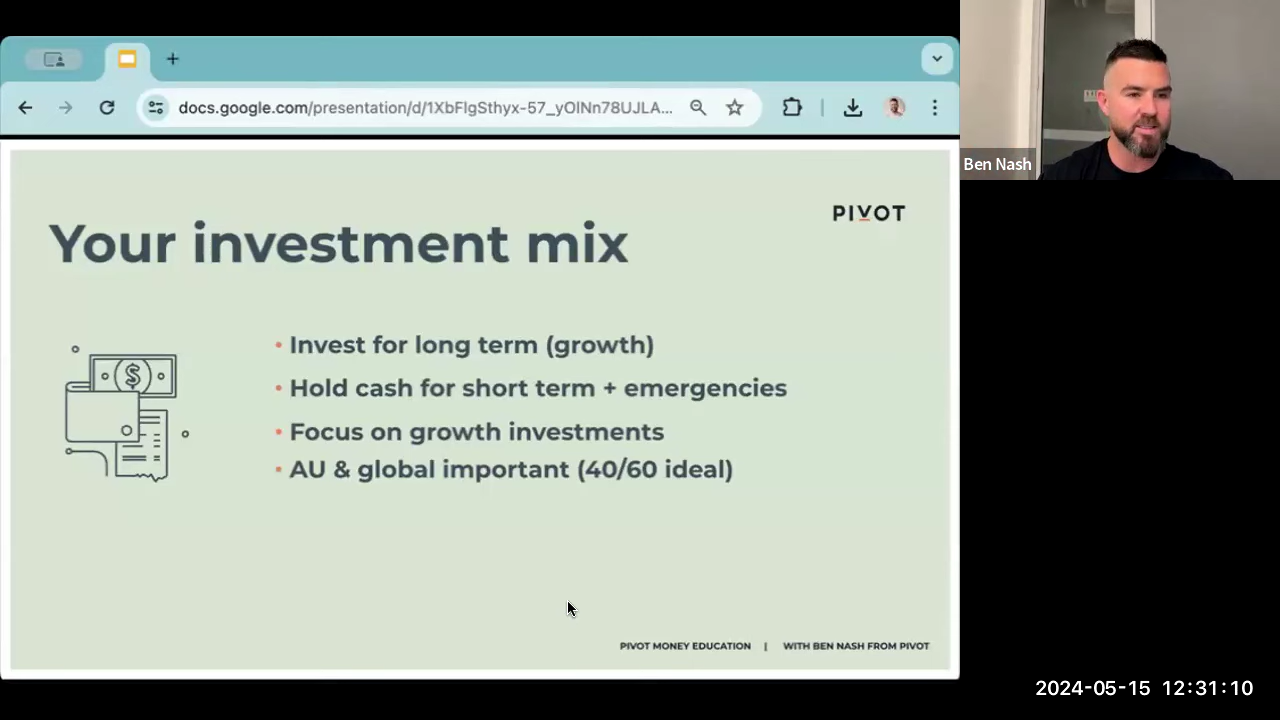 docs.google.com/presentation/d/1XbFIgSthyx-57_yOINn78UJLA...
Ben Nash
PIVOT
Your investment mix
• Invest for long term (growth)
• Hold cash for short term + emergencies
• Focus on growth investments
• AU & global important (40/60 ideal)
PIVOT MONEY EDUCATION | WITH BEN NASH FROM PIVOT
2024-05-15 12:31:10